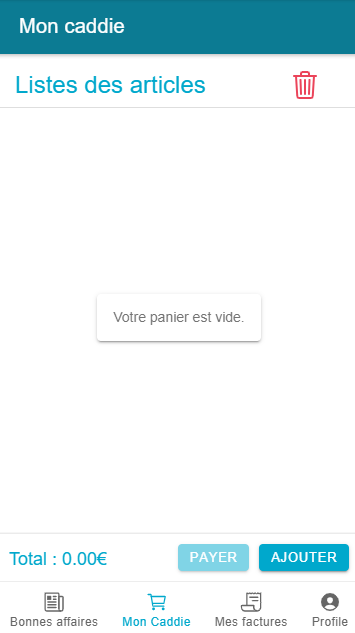 Mon caddie
Listes des articles
Votre panier est vide.
Total : 0.00€ PAYER AJOUTER
Bonnes affaires Mon Caddie Mes factures Profile